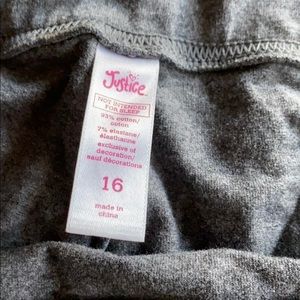 Justice
NOT INTENDED
FOR SLEEP
93% cotton/
coton
7% elastane/
élasthanne
exclusive of
decoration/
sauf décorations
16
made in
china